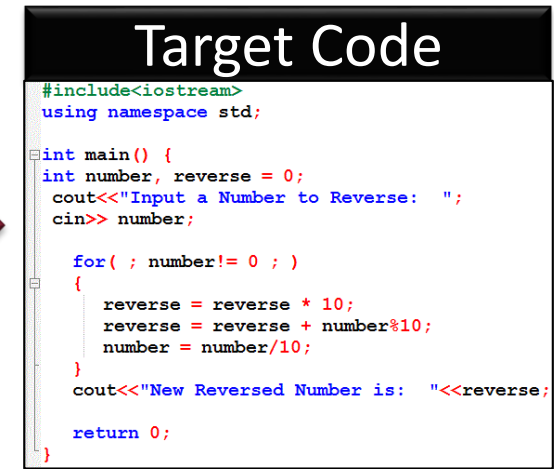 Target Code
#include<iostream>
using namespace std;
int main() {
int number, reverse = 0;
cout<<"Input a Number to Reverse:  ";
cin>> number;
for( ; number!= 0 ; )
{
reverse = reverse * 10;
reverse = reverse + number%10;
number = number/10;
}
cout<<"New Reversed Number is:  "<<reverse;
return 0;
}